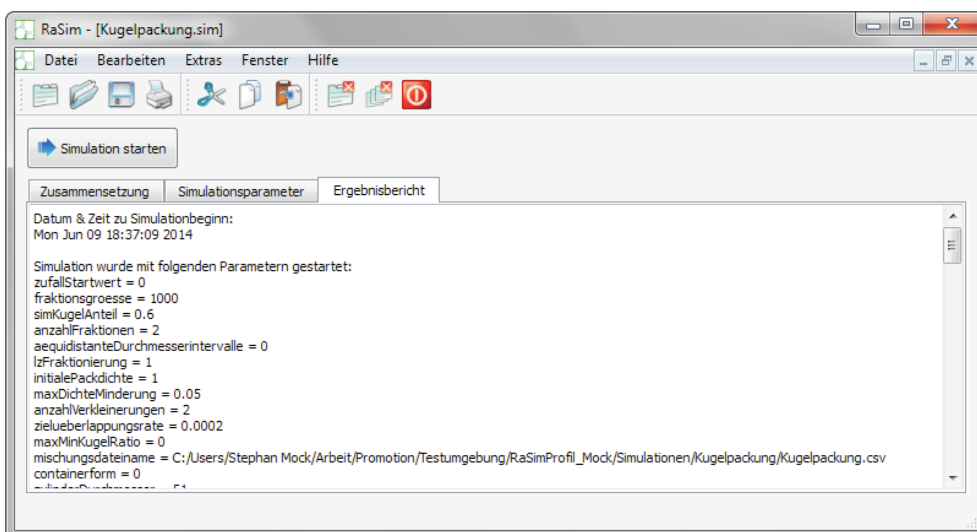 RaSim - [Kugelpackung.sim]
Datei Bearbeiten Extras Fenster Hilfe
Simulation starten
Zusammensetzung Simulationsparameter Ergebnisbericht
Datum & Zeit zu Simulationbeginn:
Mon Jun 09 18:37:09 2014
Simulation wurde mit folgenden Parametern gestartet:
zufallStartwert = 0
fraktionsgroesse = 1000
simKugelAnteil = 0.6
anzahlFraktionen = 2
aequidistanteDurchmesserintervalle = 0
lzFraktionierung = 1
initialePackdichte = 1
maxDichteMinderung = 0.05
anzahlVerkleinerungen = 2
zielueberlappungsrate = 0.0002
maxMinKugelRatio = 0
mischungsdateiname = C:/Users/Stephan Mock/Arbeit/Promotion/Testumgebung/RaSimProfil_Mock/Simulationen/Kugelpackung/Kugelpackung.csv
containerform = 0